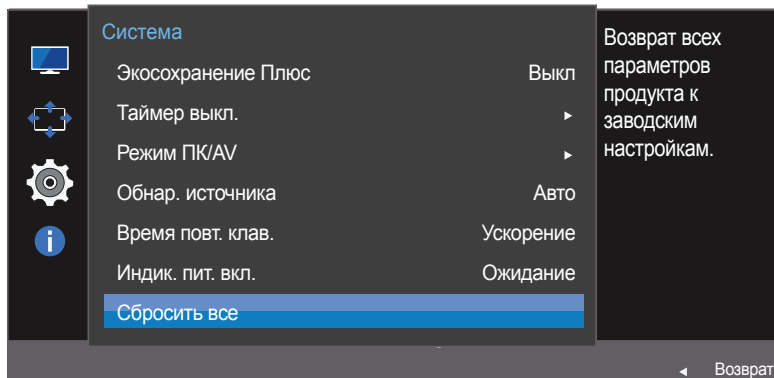 Система
Экосохранение Плюс Выкл
Таймер выкл. ▸
Режим ПК/AV ▸
Обнар. источника Авто
Время повт. клав. Ускорение
Индик. пит. вкл. Ожидание
Сбросить все
Возврат всех
параметров
продукта к
заводским
настройкам.
◂ Возврат